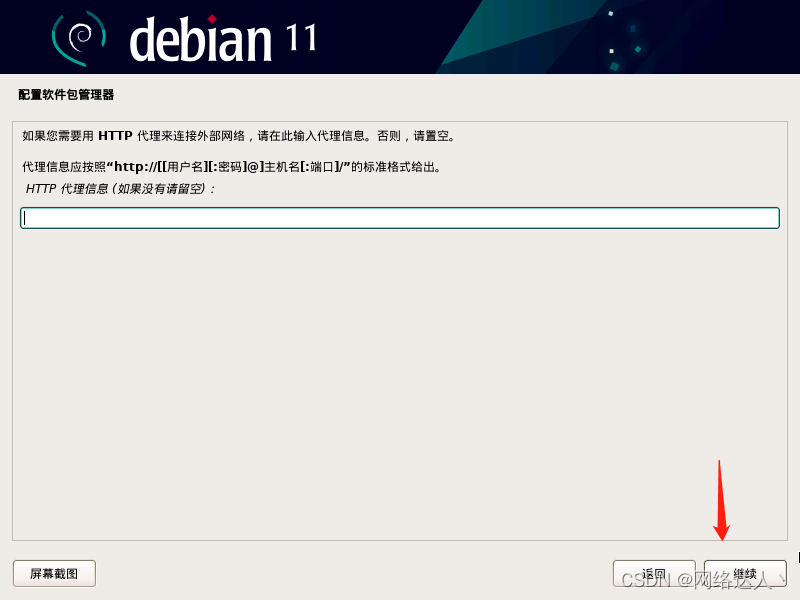 debian 11
配置软件包管理器
如果您需要用 HTTP 代理来连接外部网络，请在此输入代理信息。否则，请置空。
代理信息应按照“http://[[用户名][:密码]@]主机名[:端口]/”的标准格式给出。
HTTP 代理信息 (如果没有请留空)：
屏幕截图 返回 继续
CSDN @网络达人丶